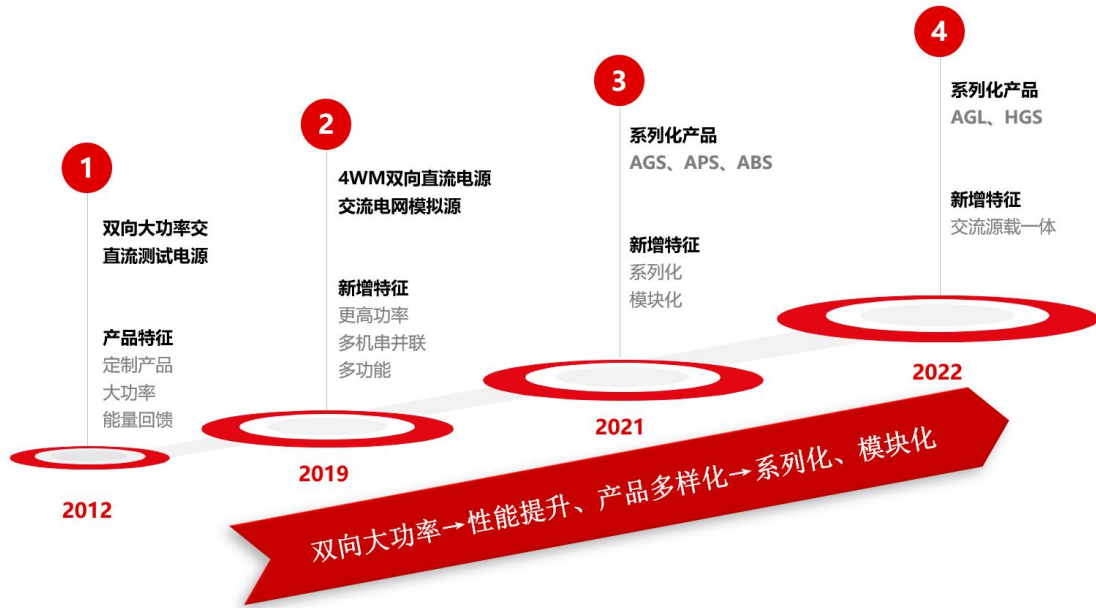 1
双向大功率交
直流测试电源
产品特征
定制产品
大功率
能量回馈
2012
2
4WM双向直流电源
交流电网模拟源
新增特征
更高功率
多机串并联
多功能
2019
3
系列化产品
AGS、APS、ABS
新增特征
系列化
模块化
2021
4
系列化产品
AGL、HGS
新增特征
交流源载一体
2022
双向大功率→性能提升、产品多样化→系列化、模块化